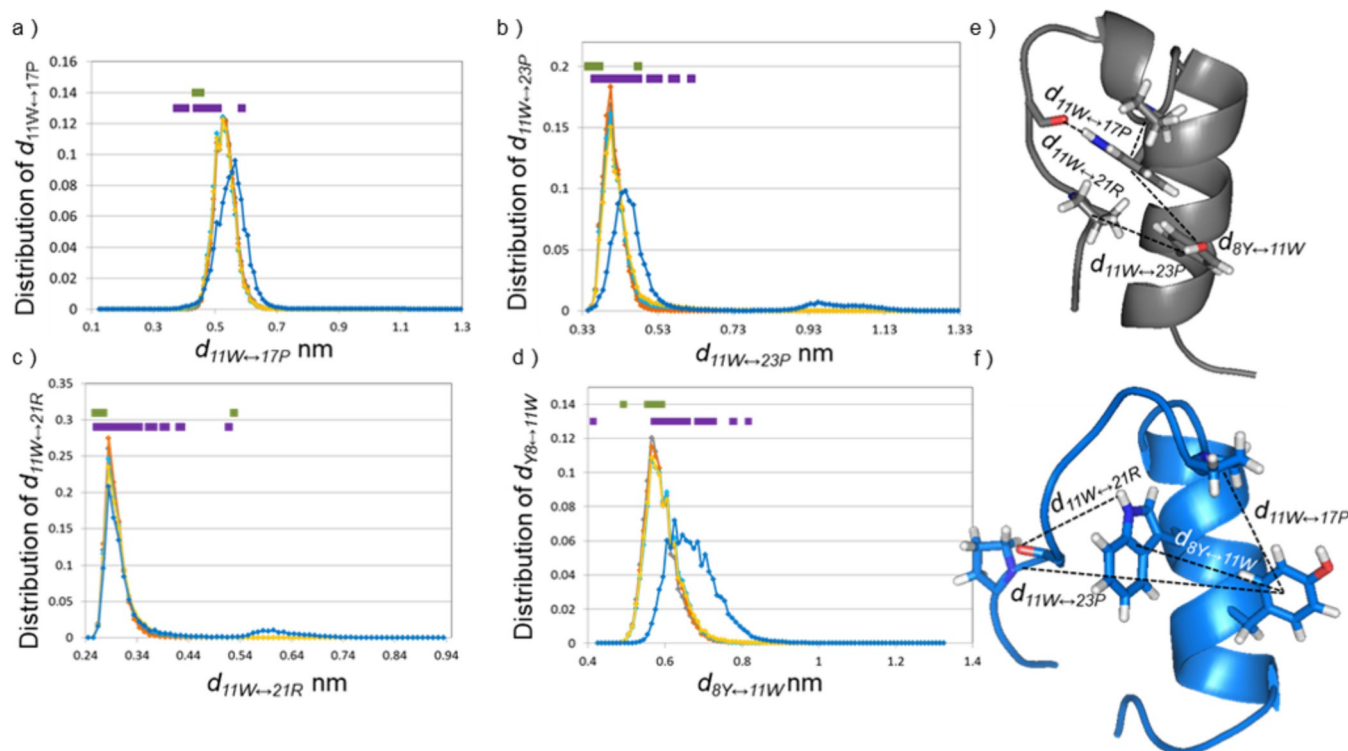 a )
Distribution of d11W↔17P
0.16
0.14
0.12
0.1
0.08
0.06
0.04
0.02
0
0.1 0.3 0.5 0.7 0.9 1.1 1.3
d11W↔17P nm
b )
Distribution of d11W↔23P
0.2
0.15
0.1
0.05
0
0.33 0.53 0.73 0.93 1.13 1.33
d11W↔23P nm
c )
Distribution of d11W↔21R
0.35
0.3
0.25
0.2
0.15
0.1
0.05
0
0.24 0.34 0.44 0.54 0.64 0.74 0.84 0.94
d11W↔21R nm
d )
Distribution of dY8↔11W
0.14
0.12
0.1
0.08
0.06
0.04
0.02
0
0.4 0.6 0.8 1 1.2 1.4
d8Y↔11W nm
e )
d11W↔17P
d11W↔21R
d8Y↔11W
d11W↔23P
f )
d11W↔21R
d11W↔17P
d8Y↔11W
d11W↔23P